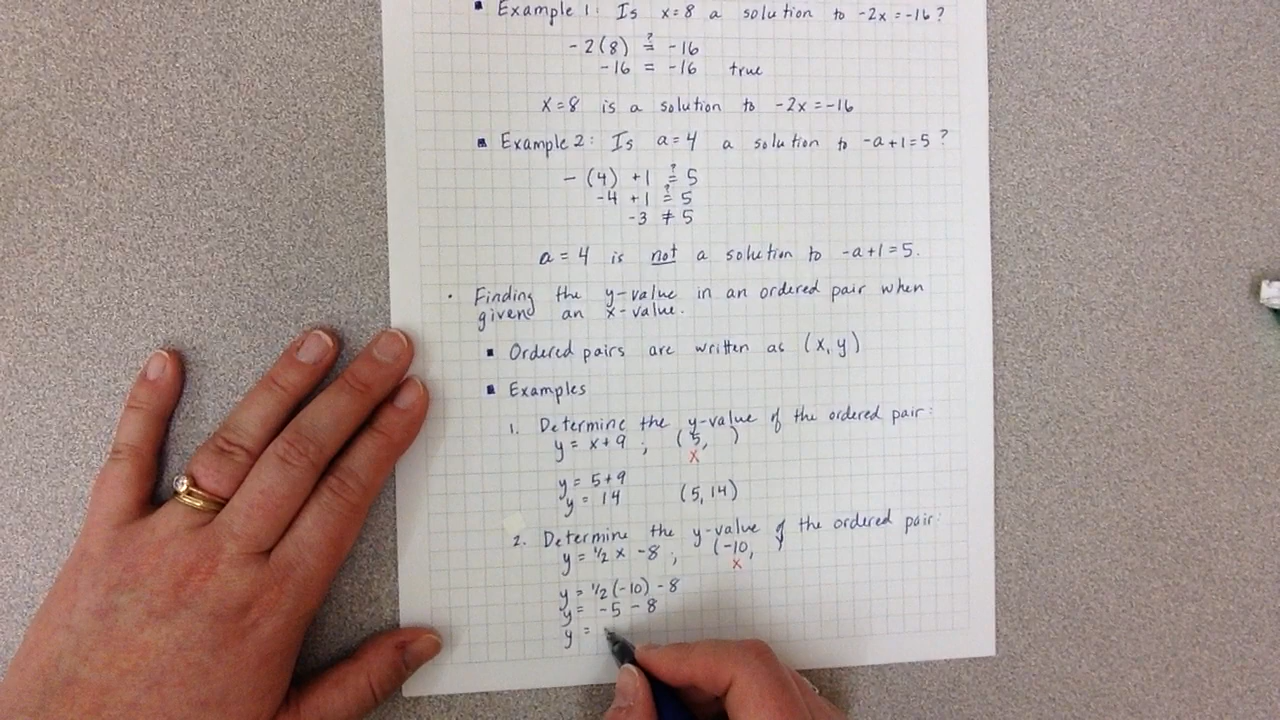 ▪ Example 1: Is x=8 a solution to -2x=-16?
-2(8) ≟ -16
-16 = -16 true
x=8 is a solution to -2x=-16
▪ Example 2: Is a=4 a solution to -a+1=5?
-(4) +1 ≟ 5
-4 +1 ≟ 5
-3 ≠ 5
a = 4 is not a solution to -a+1=5.
• Finding the y-value in an ordered pair when
given an x-value.
▪ Ordered pairs are written as (x, y)
▪ Examples
1. Determine the y-value of the ordered pair:
y = x+9 ; (5, )
x
y = 5+9
y = 14 (5, 14)
2. Determine the y-value of the ordered pair:
y = 1/2 x -8 ; (-10, )
x
y = 1/2(-10) -8
y = -5 -8
y =